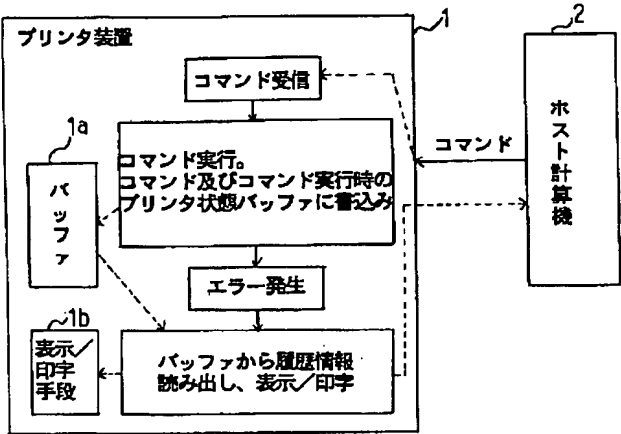 プリンタ装置
1
2
コマンド受信
1a
コマンド
バッファ
コマンド実行。
コマンド及びコマンド実行時の
プリンタ状態バッファに書込み
ホスト計算機
エラー発生
1b
表示/
印字
手段
バッファから履歴情報
読み出し、表示/印字